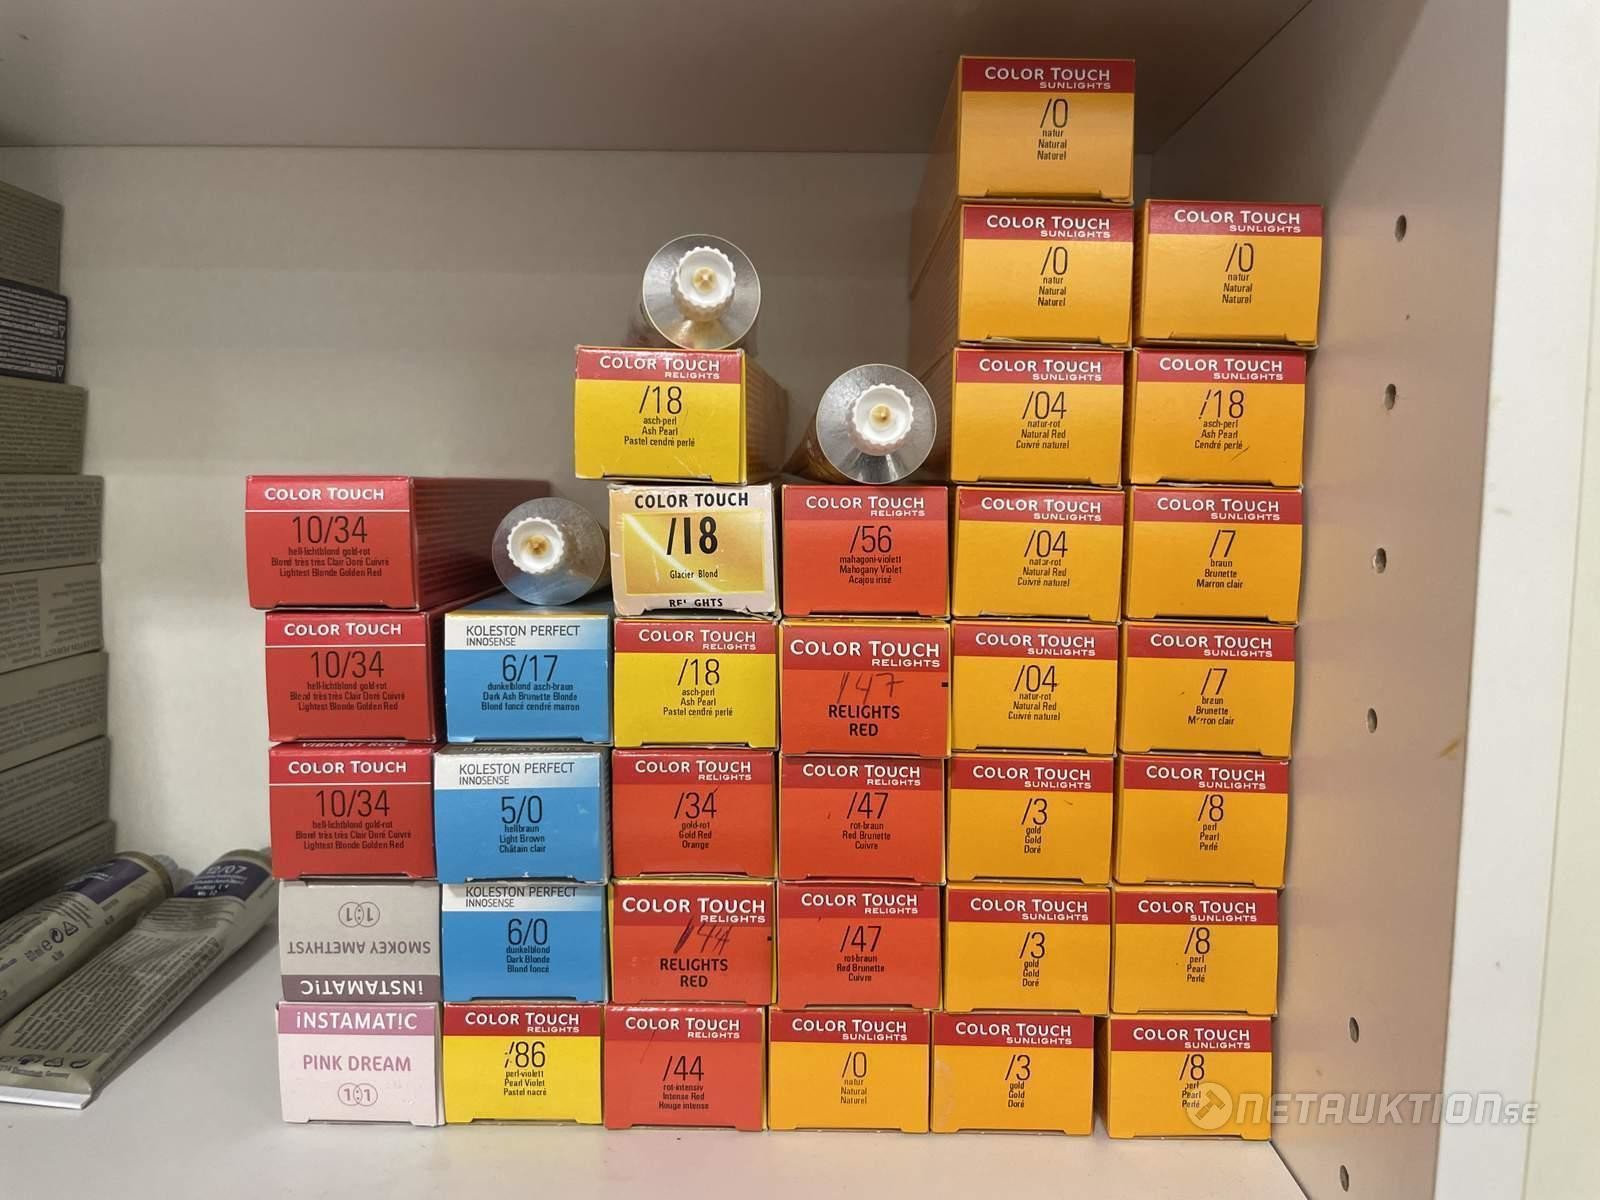 COLOR TOUCH
SUNLIGHTS
/0
natur
Natural
Naturel
COLOR TOUCH
SUNLIGHTS
/0
natur
Natural
Naturel
COLOR TOUCH
SUNLIGHTS
/0
natur
Natural
Naturel
COLOR TOUCH
RELIGHTS
/18
asch-perl
Ash Pearl
Pastel cendré perlé
COLOR TOUCH
SUNLIGHTS
/04
natur-rot
Natural Red
Cuivré naturel
COLOR TOUCH
SUNLIGHTS
/18
asch-perl
Ash Pearl
Cendré perlé
COLOR TOUCH
10/34
hell-lichtblond gold-rot
Blond très très Clair Doré Cuivré
Lightest Blonde Golden Red
COLOR TOUCH
/18
Glacier Blond
COLOR TOUCH
RELIGHTS
/56
mahagoni-violett
Mahogany Violet
Acajou irisé
COLOR TOUCH
SUNLIGHTS
/04
natur-rot
Natural Red
Cuivré naturel
COLOR TOUCH
SUNLIGHTS
/7
braun
Brunette
Marron clair
COLOR TOUCH
10/34
hell-lichtblond gold-rot
Blond très très Clair Doré Cuivré
Lightest Blonde Golden Red
KOLESTON PERFECT
INNOSENSE
6/17
dunkelblond asch-braun
Dark Ash Brunette Blonde
Blond foncé cendré marron
COLOR TOUCH
RELIGHTS
/18
asch-perl
Ash Pearl
Pastel cendré perlé
COLOR TOUCH
RELIGHTS
/47
RELIGHTS
RED
COLOR TOUCH
SUNLIGHTS
/04
natur-rot
Natural Red
Cuivré naturel
COLOR TOUCH
SUNLIGHTS
/7
braun
Brunette
Marron clair
VIBRANT REDS
COLOR TOUCH
10/34
hell-lichtblond gold-rot
Blond très très Clair Doré Cuivré
Lightest Blonde Golden Red
PURE NATURALS
KOLESTON PERFECT
INNOSENSE
5/0
hellbraun
Light Brown
Châtain clair
COLOR TOUCH
RELIGHTS
/34
gold-rot
Gold Red
Orange
COLOR TOUCH
RELIGHTS
/47
rot-braun
Red Brunette
Cuivre
COLOR TOUCH
SUNLIGHTS
/3
gold
Gold
Doré
COLOR TOUCH
SUNLIGHTS
/8
perl
Pearl
Perlé
12/07
1:1
SMOKEY AMETHYST
iNSTAMAT!C
KOLESTON PERFECT
INNOSENSE
6/0
dunkelblond
Dark Blonde
Blond foncé
COLOR TOUCH
RELIGHTS
/44
RELIGHTS
RED
COLOR TOUCH
RELIGHTS
/47
rot-braun
Red Brunette
Cuivre
COLOR TOUCH
SUNLIGHTS
/3
gold
Gold
Doré
COLOR TOUCH
SUNLIGHTS
/8
perl
Pearl
Perlé
iNSTAMAT!C
PINK DREAM
1:1
COLOR TOUCH
RELIGHTS
/86
perl-violett
Pearl Violet
Pastel nacré
COLOR TOUCH
RELIGHTS
/44
rot-intensiv
Intense Red
Rouge intense
COLOR TOUCH
SUNLIGHTS
/0
natur
Natural
Naturel
COLOR TOUCH
SUNLIGHTS
/3
gold
Gold
Doré
COLOR TOUCH
SUNLIGHTS
/8
perl
Pearl
Perlé
NETAUKTION.SE